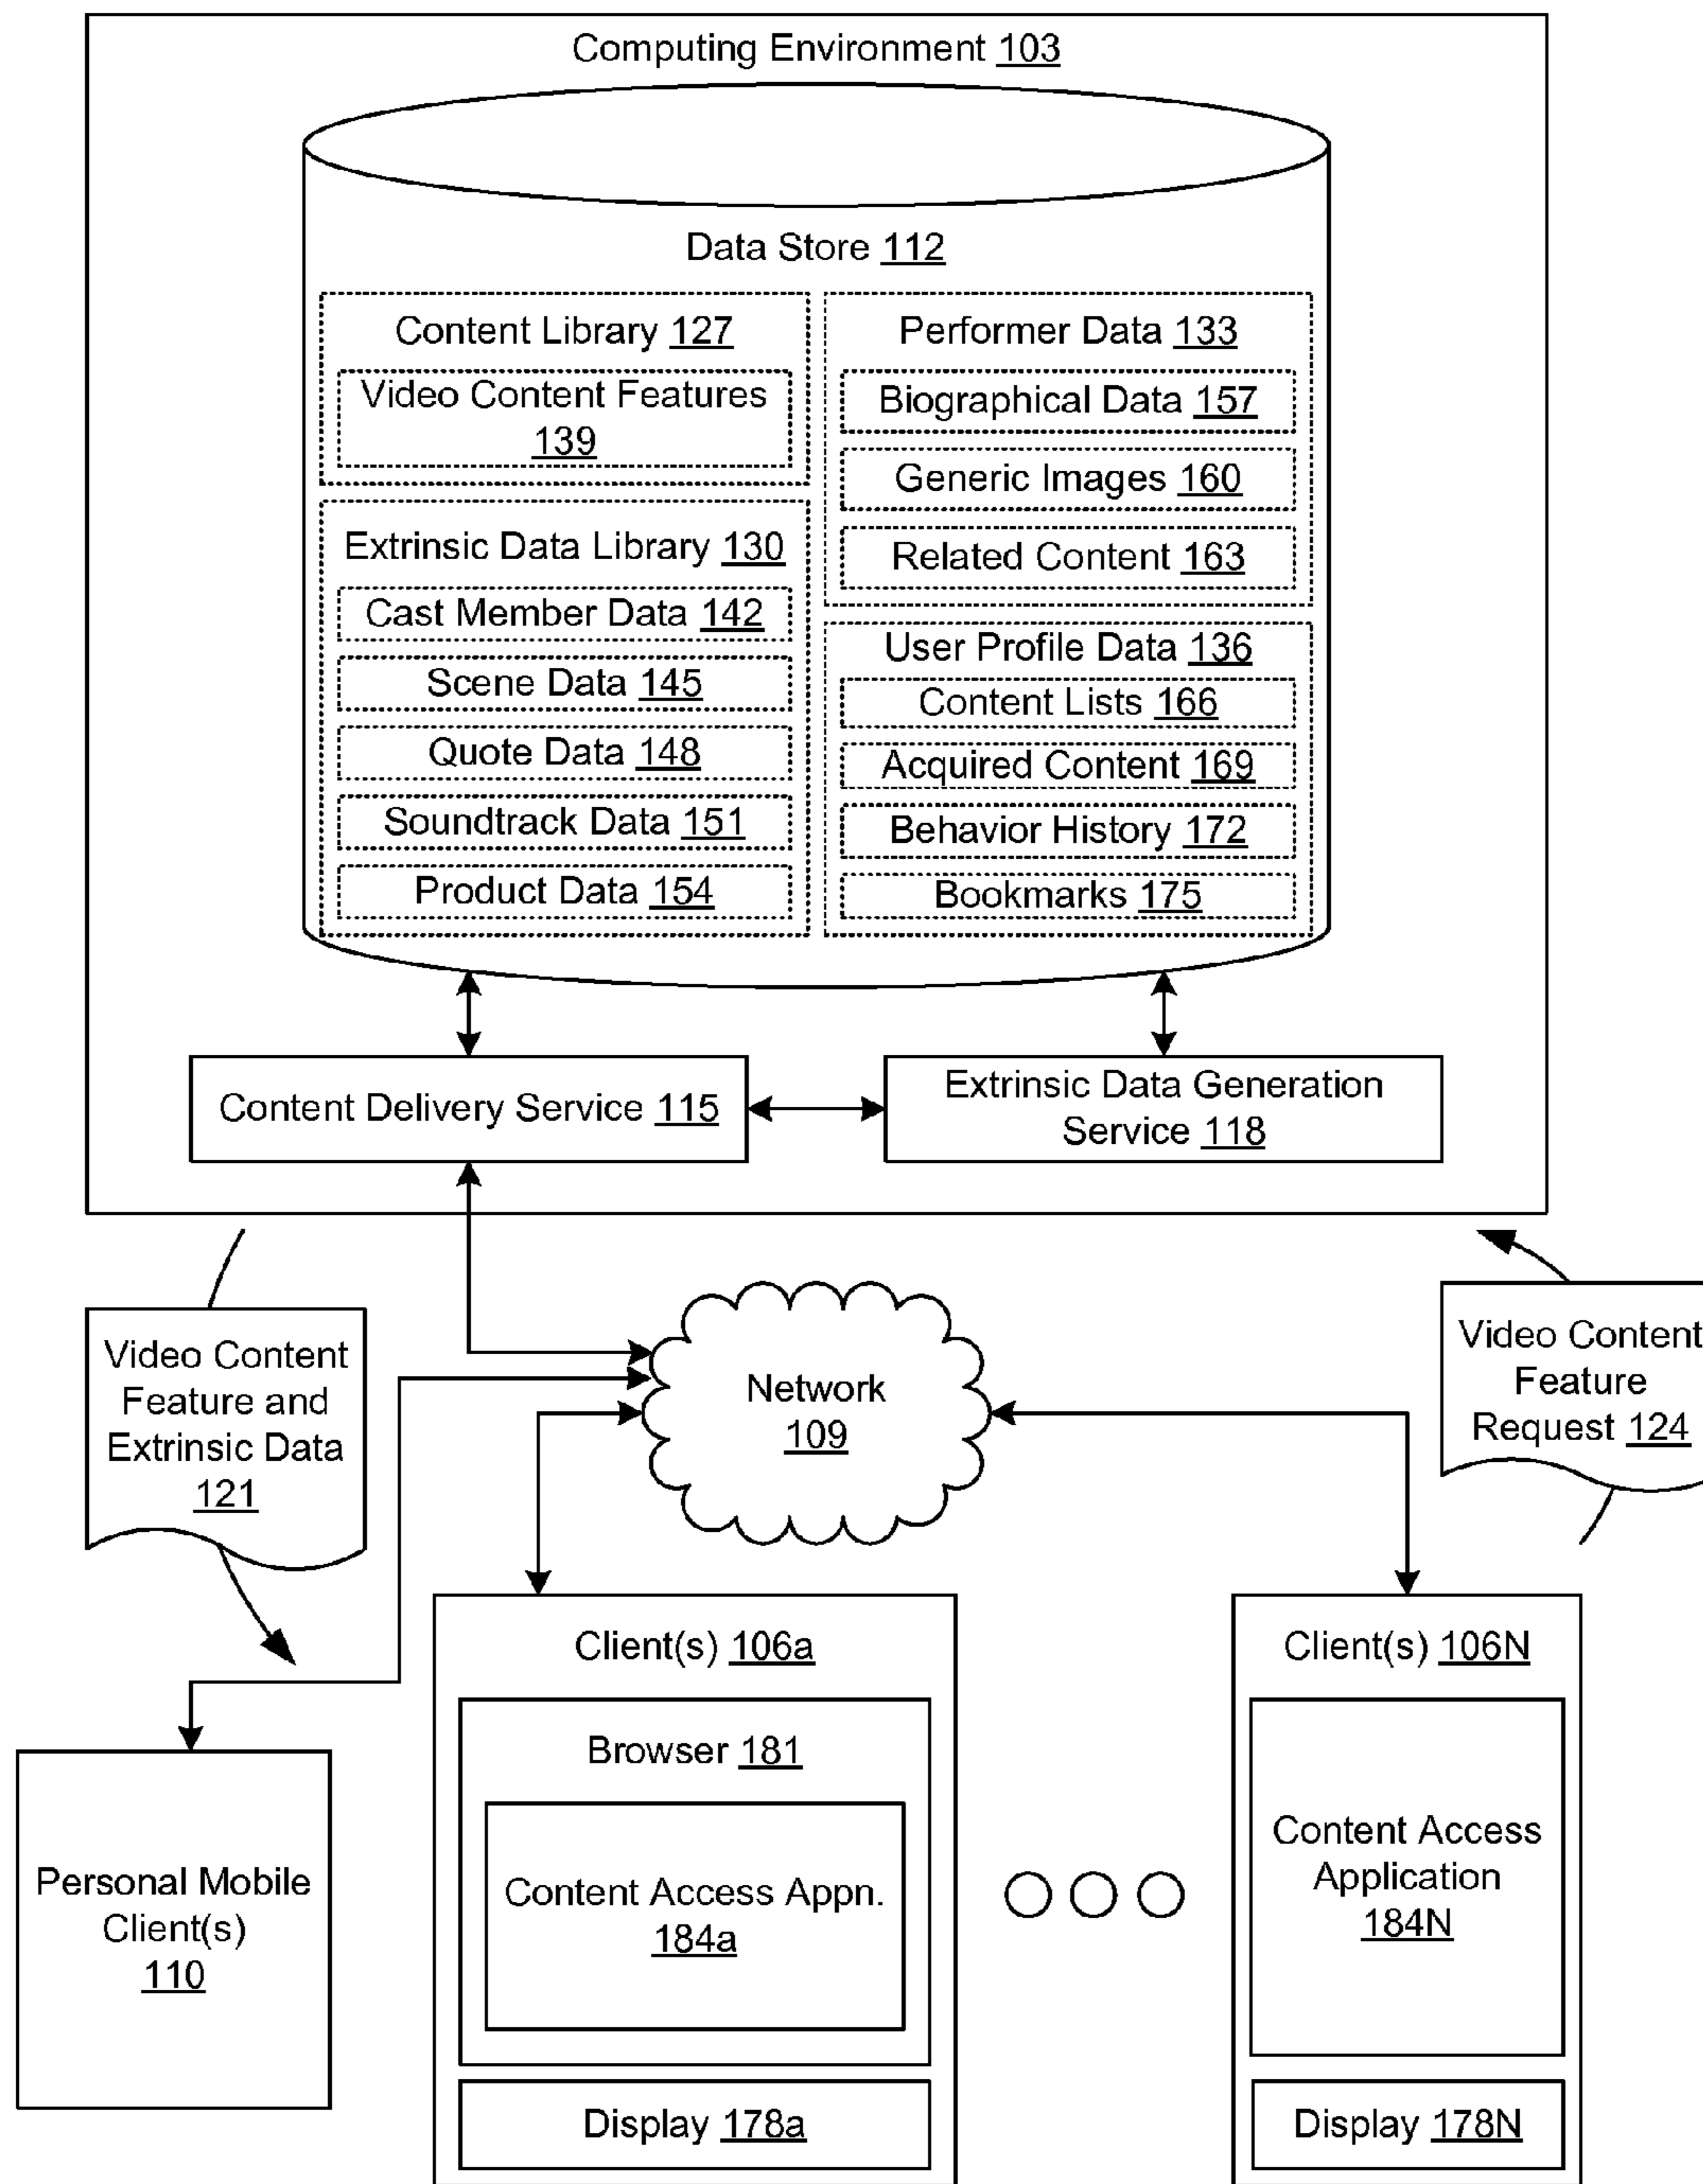 Computing Environment 103
Data Store 112
Content Library 127
Video Content Features
139
Extrinsic Data Library 130
Cast Member Data 142
Scene Data 145
Quote Data 148
Soundtrack Data 151
Product Data 154
Performer Data 133
Biographical Data 157
Generic Images 160
Related Content 163
User Profile Data 136
Content Lists 166
Acquired Content 169
Behavior History 172
Bookmarks 175
Content Delivery Service 115
Extrinsic Data Generation
Service 118
Video Content
Feature and
Extrinsic Data
121
Network
109
Video Content
Feature
Request 124
Personal Mobile
Client(s)
110
Client(s) 106a
Browser 181
Content Access Appn.
184a
Display 178a
Client(s) 106N
Content Access
Application
184N
Display 178N